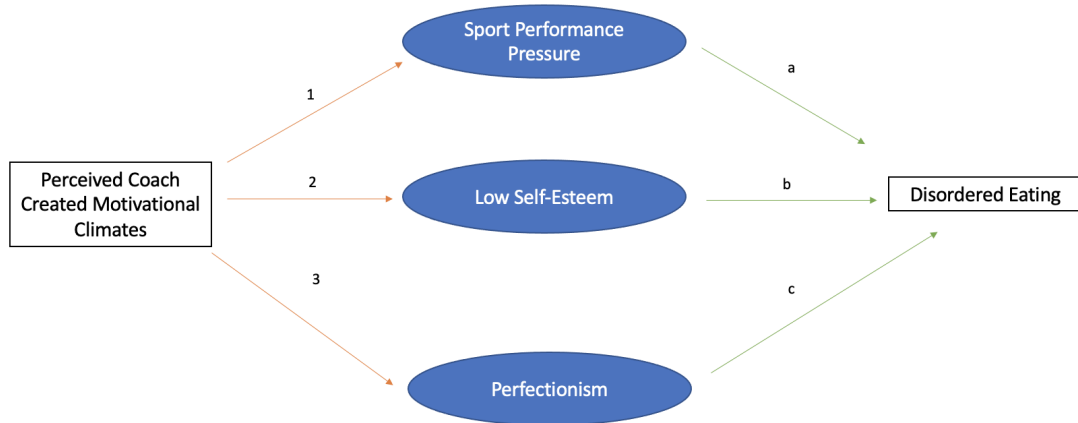 Sport Performance
Pressure
a
1
Perceived Coach
Created Motivational
Climates
2
Low Self-Esteem
b
Disordered Eating
3
c
Perfectionism